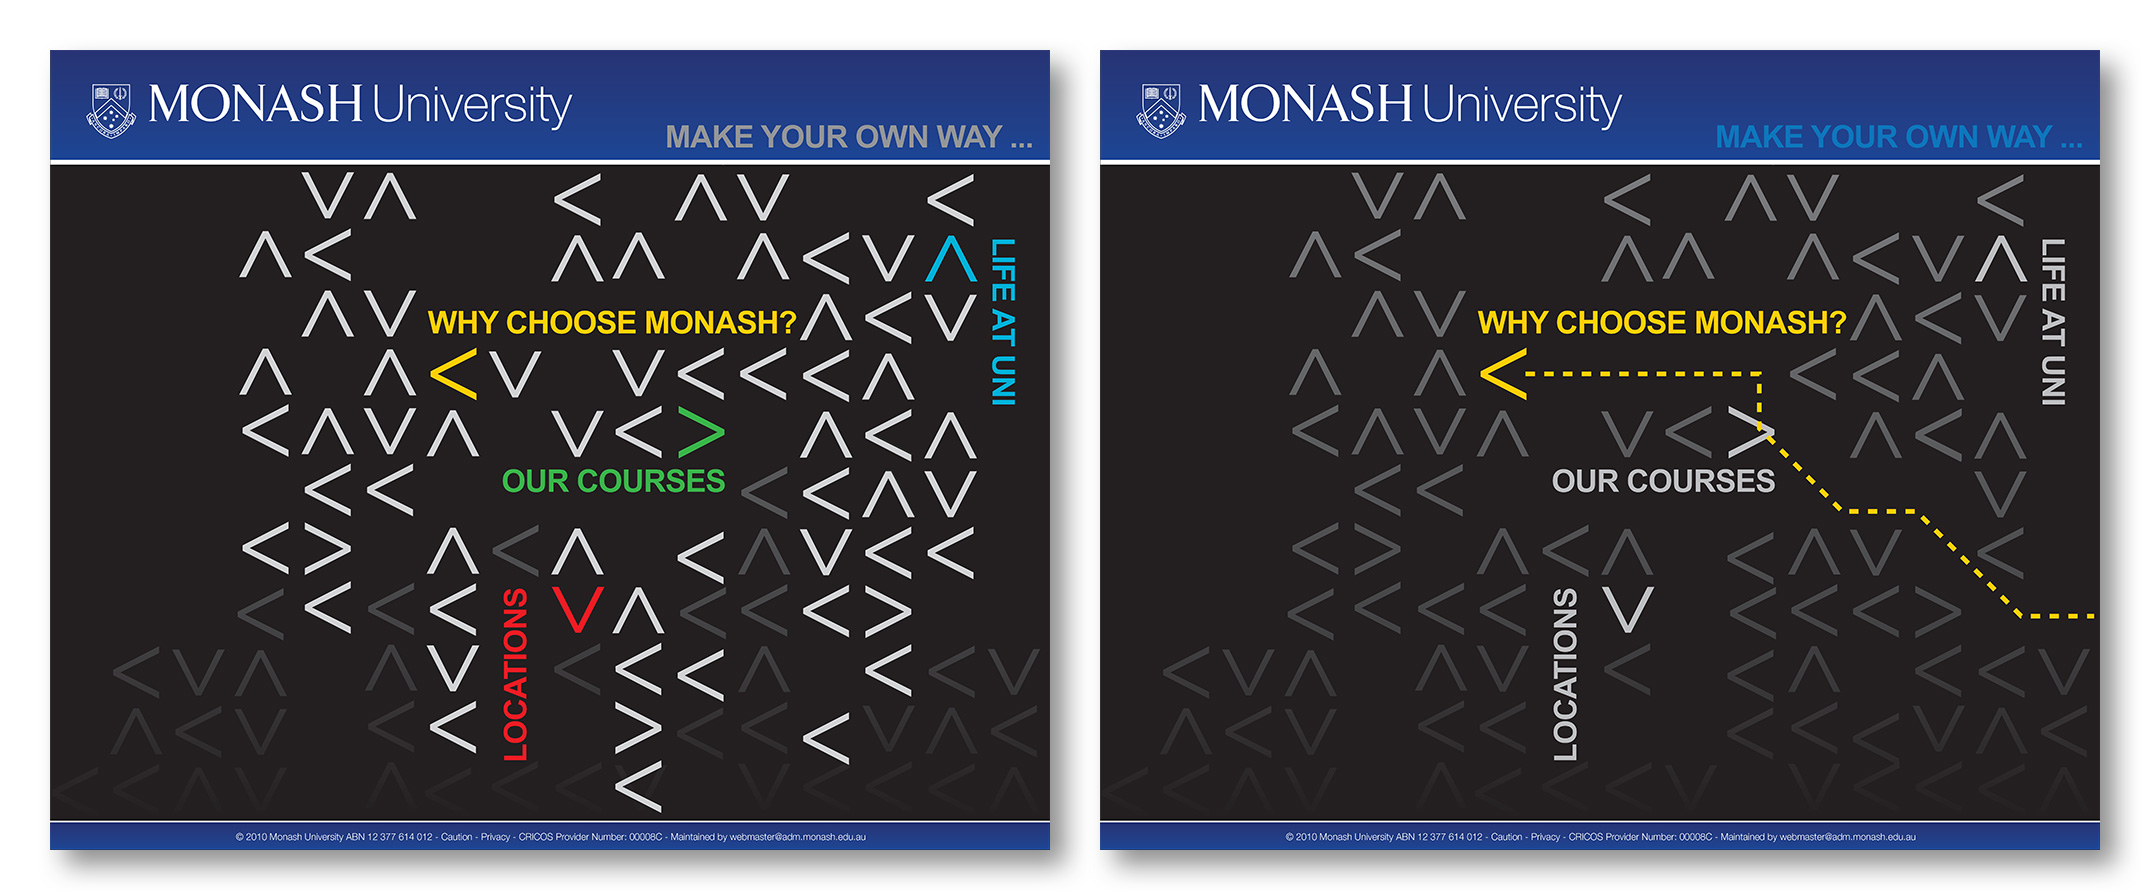 MONASH University
MAKE YOUR OWN WAY ...
LIFE AT UNI
WHY CHOOSE MONASH?
OUR COURSES
LOCATIONS
© 2010 Monash University ABN 12 377 614 012 - Caution - Privacy - CRICOS Provider Number: 00008C - Maintained by webmaster@adm.monash.edu.au
MONASH University
MAKE YOUR OWN WAY ...
LIFE AT UNI
WHY CHOOSE MONASH?
OUR COURSES
LOCATIONS
© 2010 Monash University ABN 12 377 614 012 - Caution - Privacy - CRICOS Provider Number: 00008C - Maintained by webmaster@adm.monash.edu.au